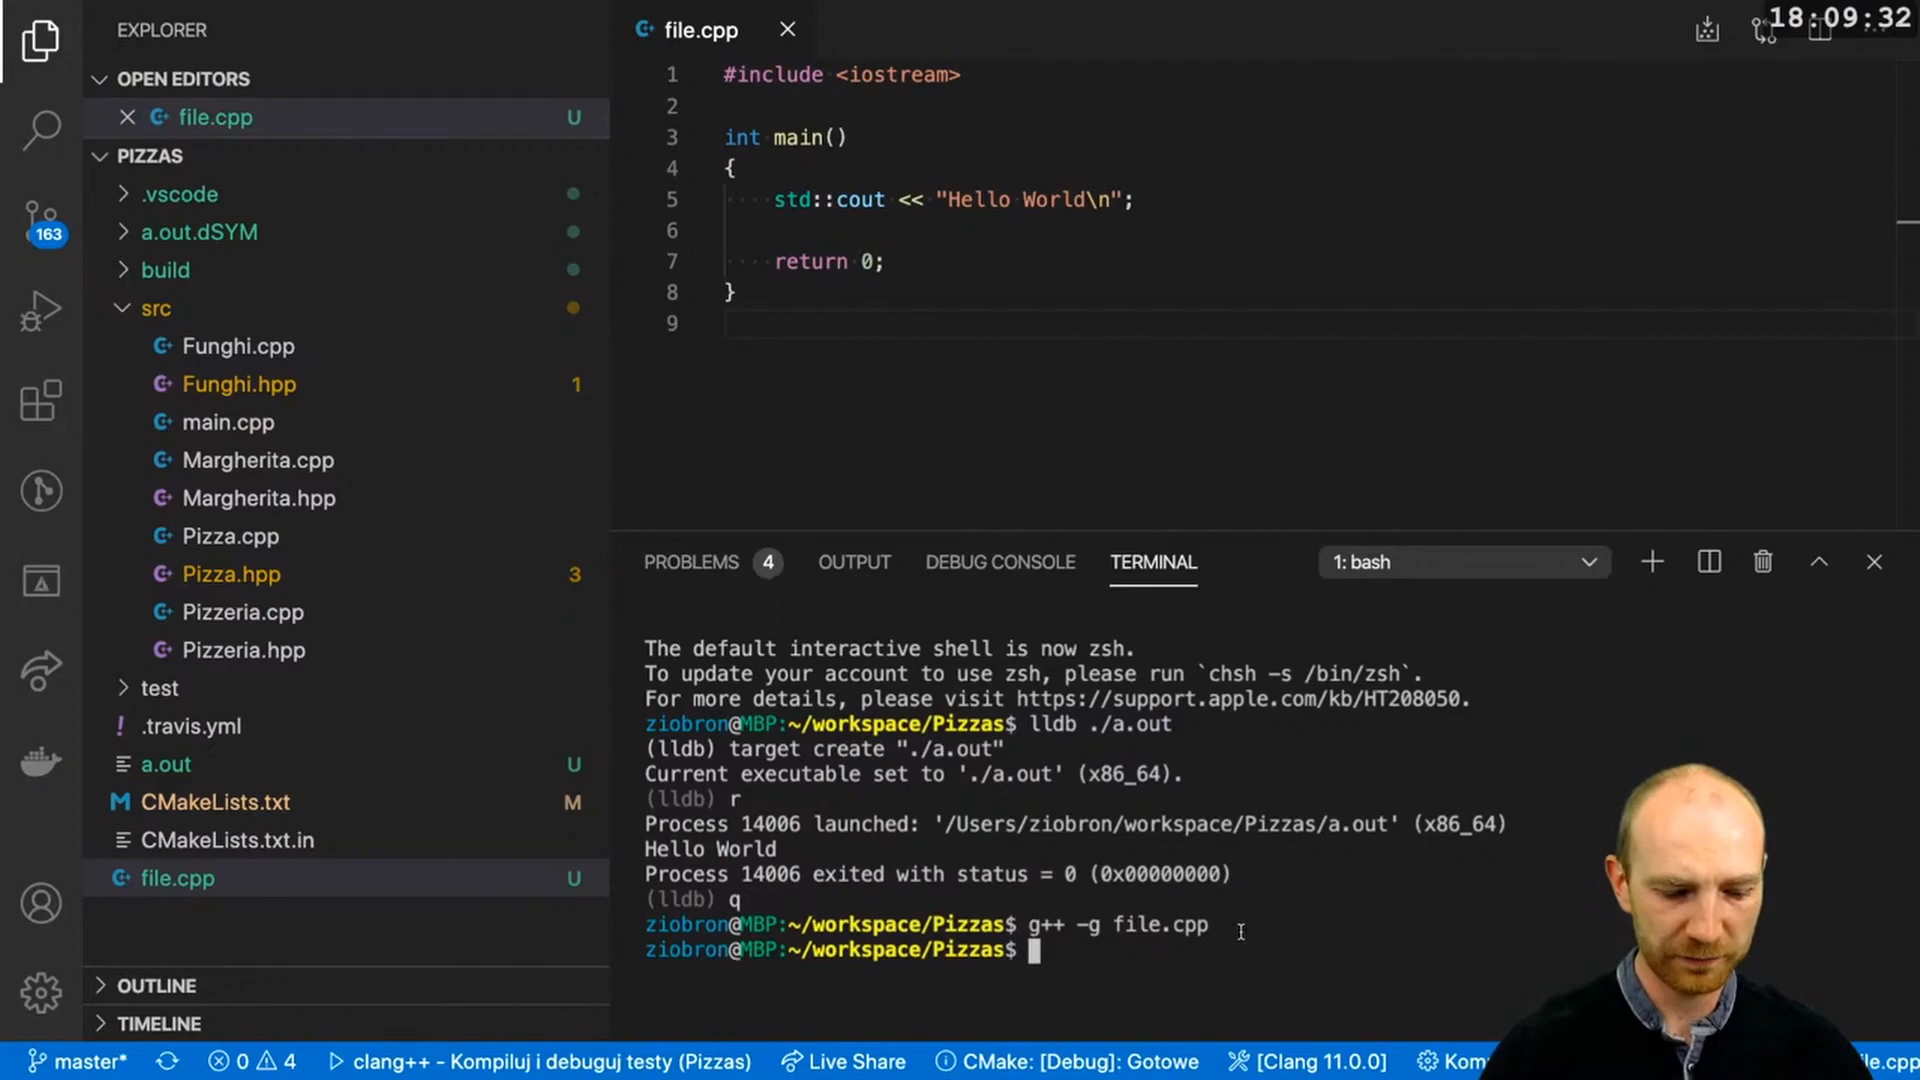 EXPLORER
OPEN EDITORS
file.cpp U
PIZZAS
.vscode
a.out.dSYM
build
src
Funghi.cpp
Funghi.hpp 1
main.cpp
Margherita.cpp
Margherita.hpp
Pizza.cpp
Pizza.hpp 3
Pizzeria.cpp
Pizzeria.hpp
test
.travis.yml
a.out U
CMakeLists.txt M
CMakeLists.txt.in
file.cpp U
OUTLINE
TIMELINE
163
file.cpp
18:09:32
1 #include <iostream>
2
3 int main()
4 {
5 std::cout << "Hello World\n";
6
7 return 0;
8 }
9
PROBLEMS 4 OUTPUT DEBUG CONSOLE TERMINAL 1: bash
The default interactive shell is now zsh.
To update your account to use zsh, please run `chsh -s /bin/zsh`.
For more details, please visit https://support.apple.com/kb/HT208050.
ziobron@MBP:~/workspace/Pizzas$ lldb ./a.out
(lldb) target create "./a.out"
Current executable set to './a.out' (x86_64).
(lldb) r
Process 14006 launched: '/Users/ziobron/workspace/Pizzas/a.out' (x86_64)
Hello World
Process 14006 exited with status = 0 (0x00000000)
(lldb) q
ziobron@MBP:~/workspace/Pizzas$ g++ -g file.cpp
ziobron@MBP:~/workspace/Pizzas$
master* 0 4 clang++ - Kompiluj i debuguj testy (Pizzas) Live Share CMake: [Debug]: Gotowe [Clang 11.0.0]